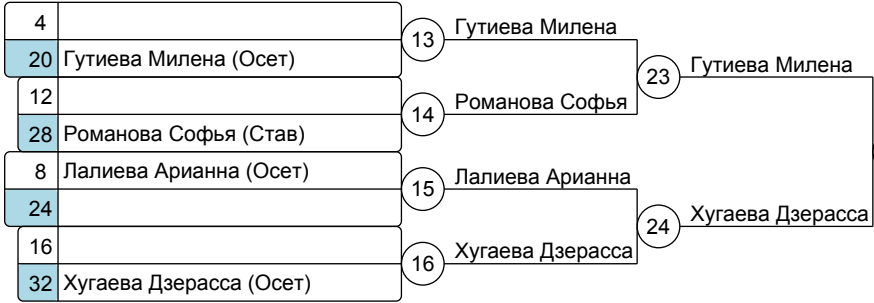 4
20 Гутиева Милена (Осет)
13 Гутиева Милена
12
28 Романова Софья (Став)
14 Романова Софья
23 Гутиева Милена
8 Лалиева Арианна (Осет)
24
15 Лалиева Арианна
16
32 Хугаева Дзерасса (Осет)
16 Хугаева Дзерасса
24 Хугаева Дзерасса